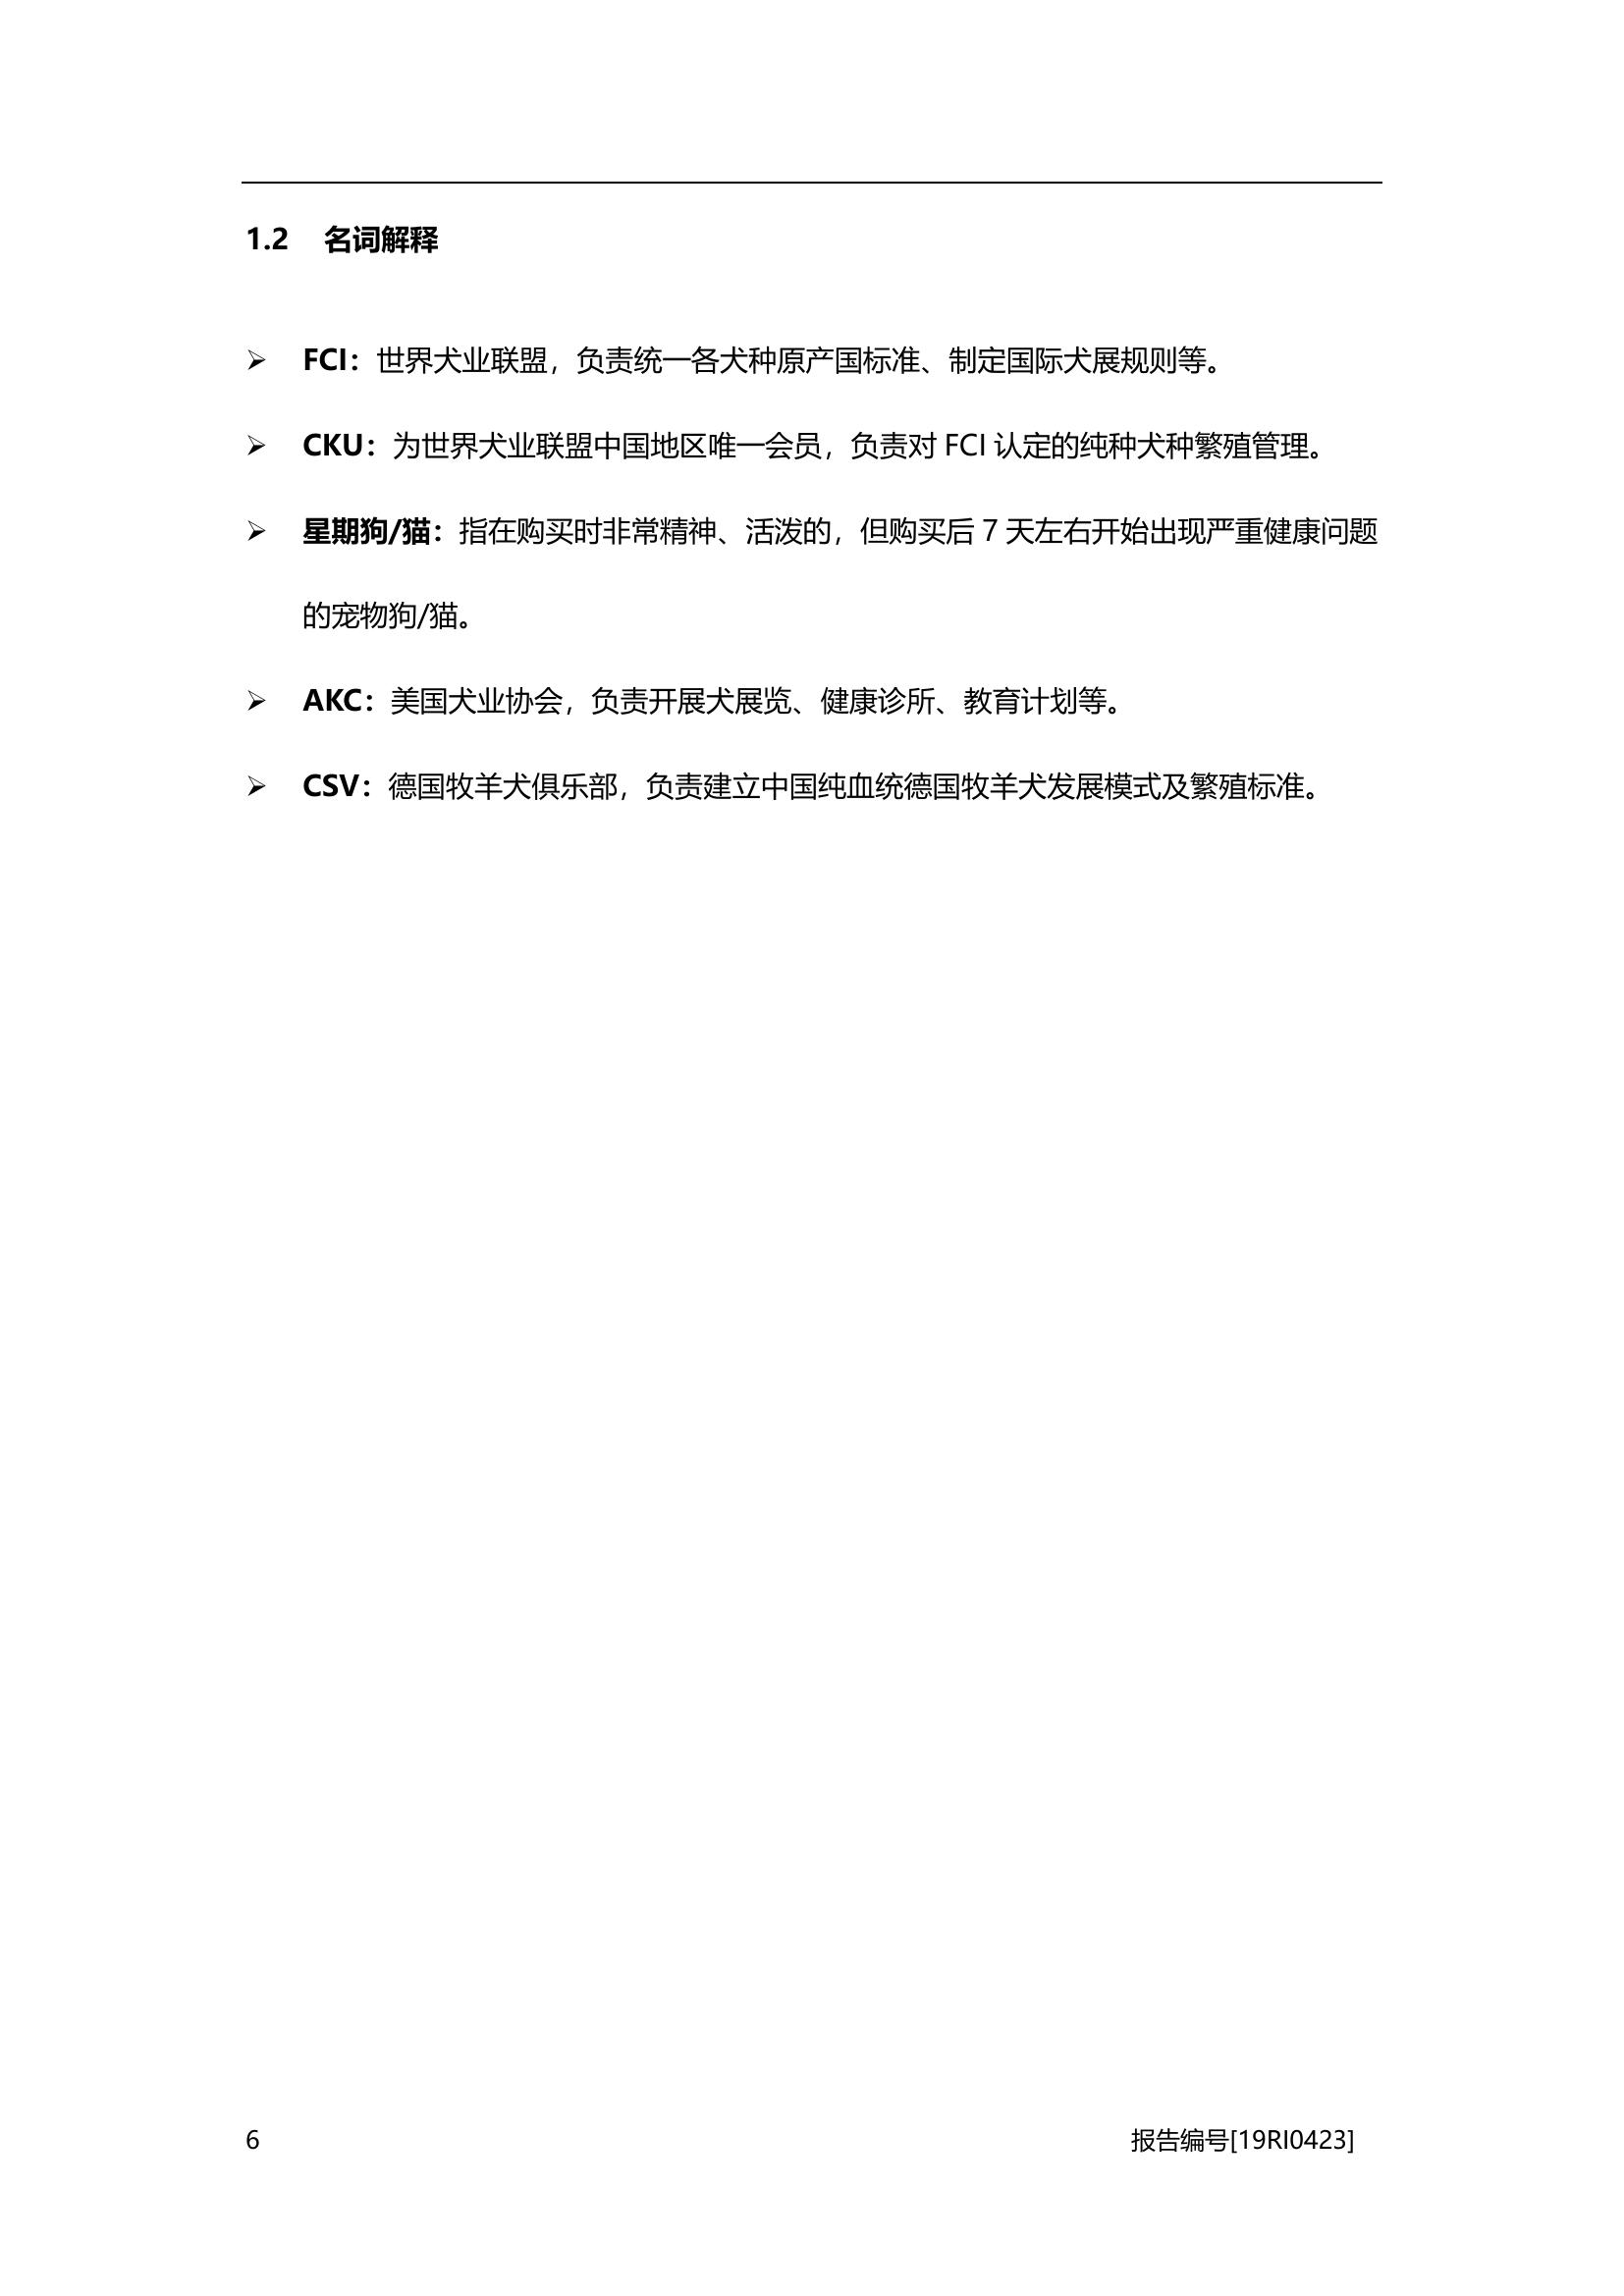 1.2 名词解释
➢ FCI：世界犬业联盟，负责统一各犬种原产国标准、制定国际犬展规则等。
➢ CKU：为世界犬业联盟中国地区唯一会员，负责对 FCI 认定的纯种犬种繁殖管理。
➢ 星期狗/猫：指在购买时非常精神、活泼的，但购买后 7 天左右开始出现严重健康问题
的宠物狗/猫。
➢ AKC：美国犬业协会，负责开展犬展览、健康诊所、教育计划等。
➢ CSV：德国牧羊犬俱乐部，负责建立中国纯血统德国牧羊犬发展模式及繁殖标准。
6 报告编号[19RI0423]